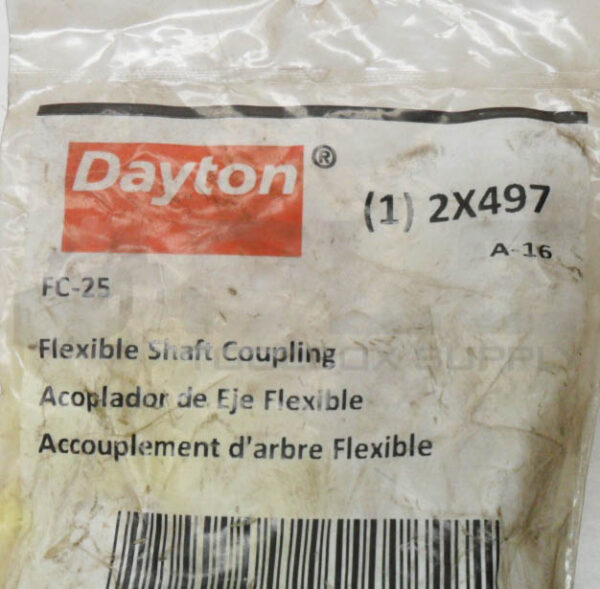 Dayton®
(1) 2X497
A-16
FC-25
Flexible Shaft Coupling
Acoplador de Eje Flexible
Accouplement d'arbre Flexible